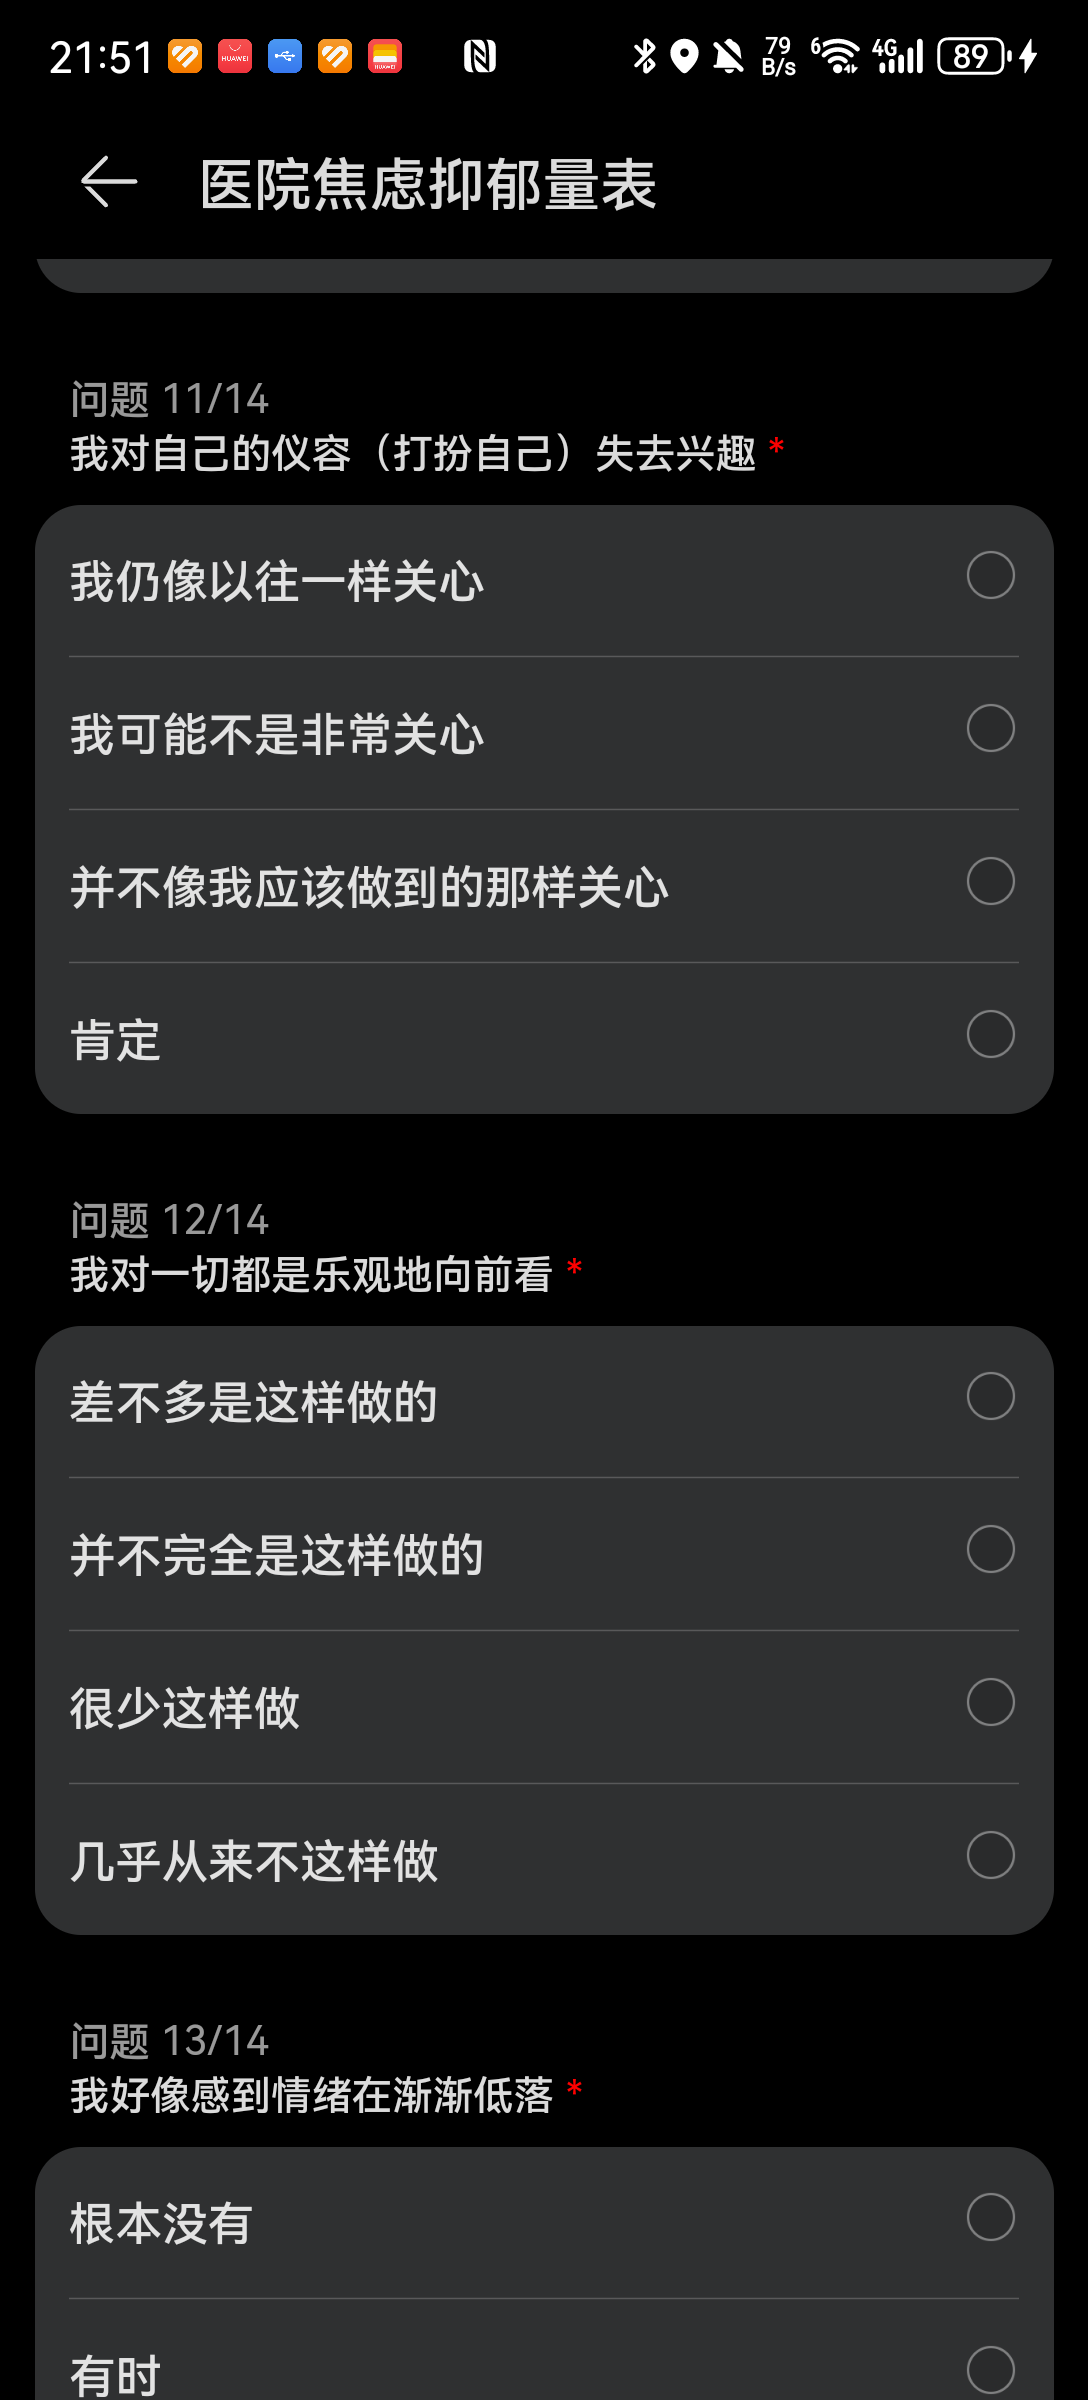 21:51
HUAWEI
79
B/s
6
4G
89
医院焦虑抑郁量表
问题 11/14
我对自己的仪容（打扮自己）失去兴趣 *
我仍像以往一样关心
我可能不是非常关心
并不像我应该做到的那样关心
肯定
问题 12/14
我对一切都是乐观地向前看 *
差不多是这样做的
并不完全是这样做的
很少这样做
几乎从来不这样做
问题 13/14
我好像感到情绪在渐渐低落 *
根本没有
有时